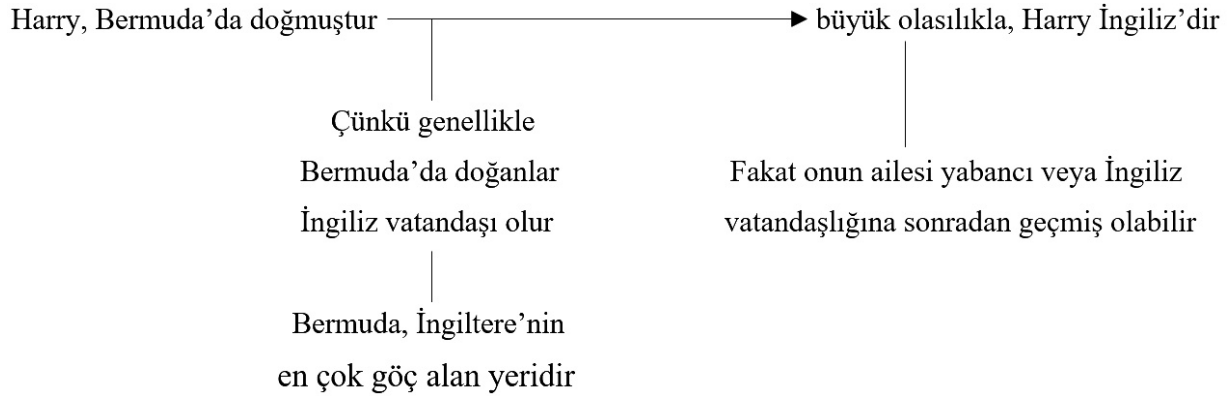 Harry, Bermuda’da doğmuştur
büyük olasılıkla, Harry İngiliz’dir
Çünkü genellikle
Bermuda’da doğanlar
İngiliz vatandaşı olur
Fakat onun ailesi yabancı veya İngiliz
vatandaşlığına sonradan geçmiş olabilir
Bermuda, İngiltere’nin
en çok göç alan yeridir